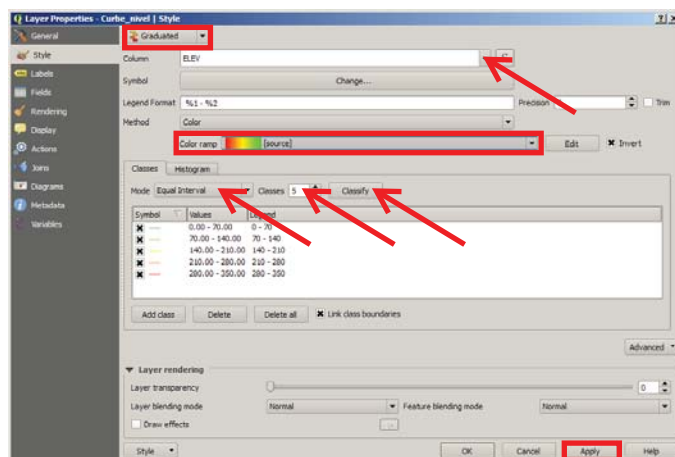 Layer Properties - Curbe_nivel | Style
General
Style
Labels
Fields
Rendering
Display
Actions
Joins
Diagrams
Metadata
Variables
Graduated
Column ELEV
Symbol Change...
Legend Format %1 - %2 Precision Trim
Method Color
Color ramp [source] Edit Invert
Classes Histogram
Mode Equal Interval Classes 5 Classify
Symbol Values Legend
0.00 - 70.00 0 - 70
70.00 - 140.00 70 - 140
140.00 - 210.00 140 - 210
210.00 - 280.00 210 - 280
280.00 - 350.00 280 - 350
Add class Delete Delete all Link class boundaries
Advanced
Layer rendering
Layer transparency 0
Layer blending mode Normal Feature blending mode Normal
Draw effects
Style OK Cancel Apply Help